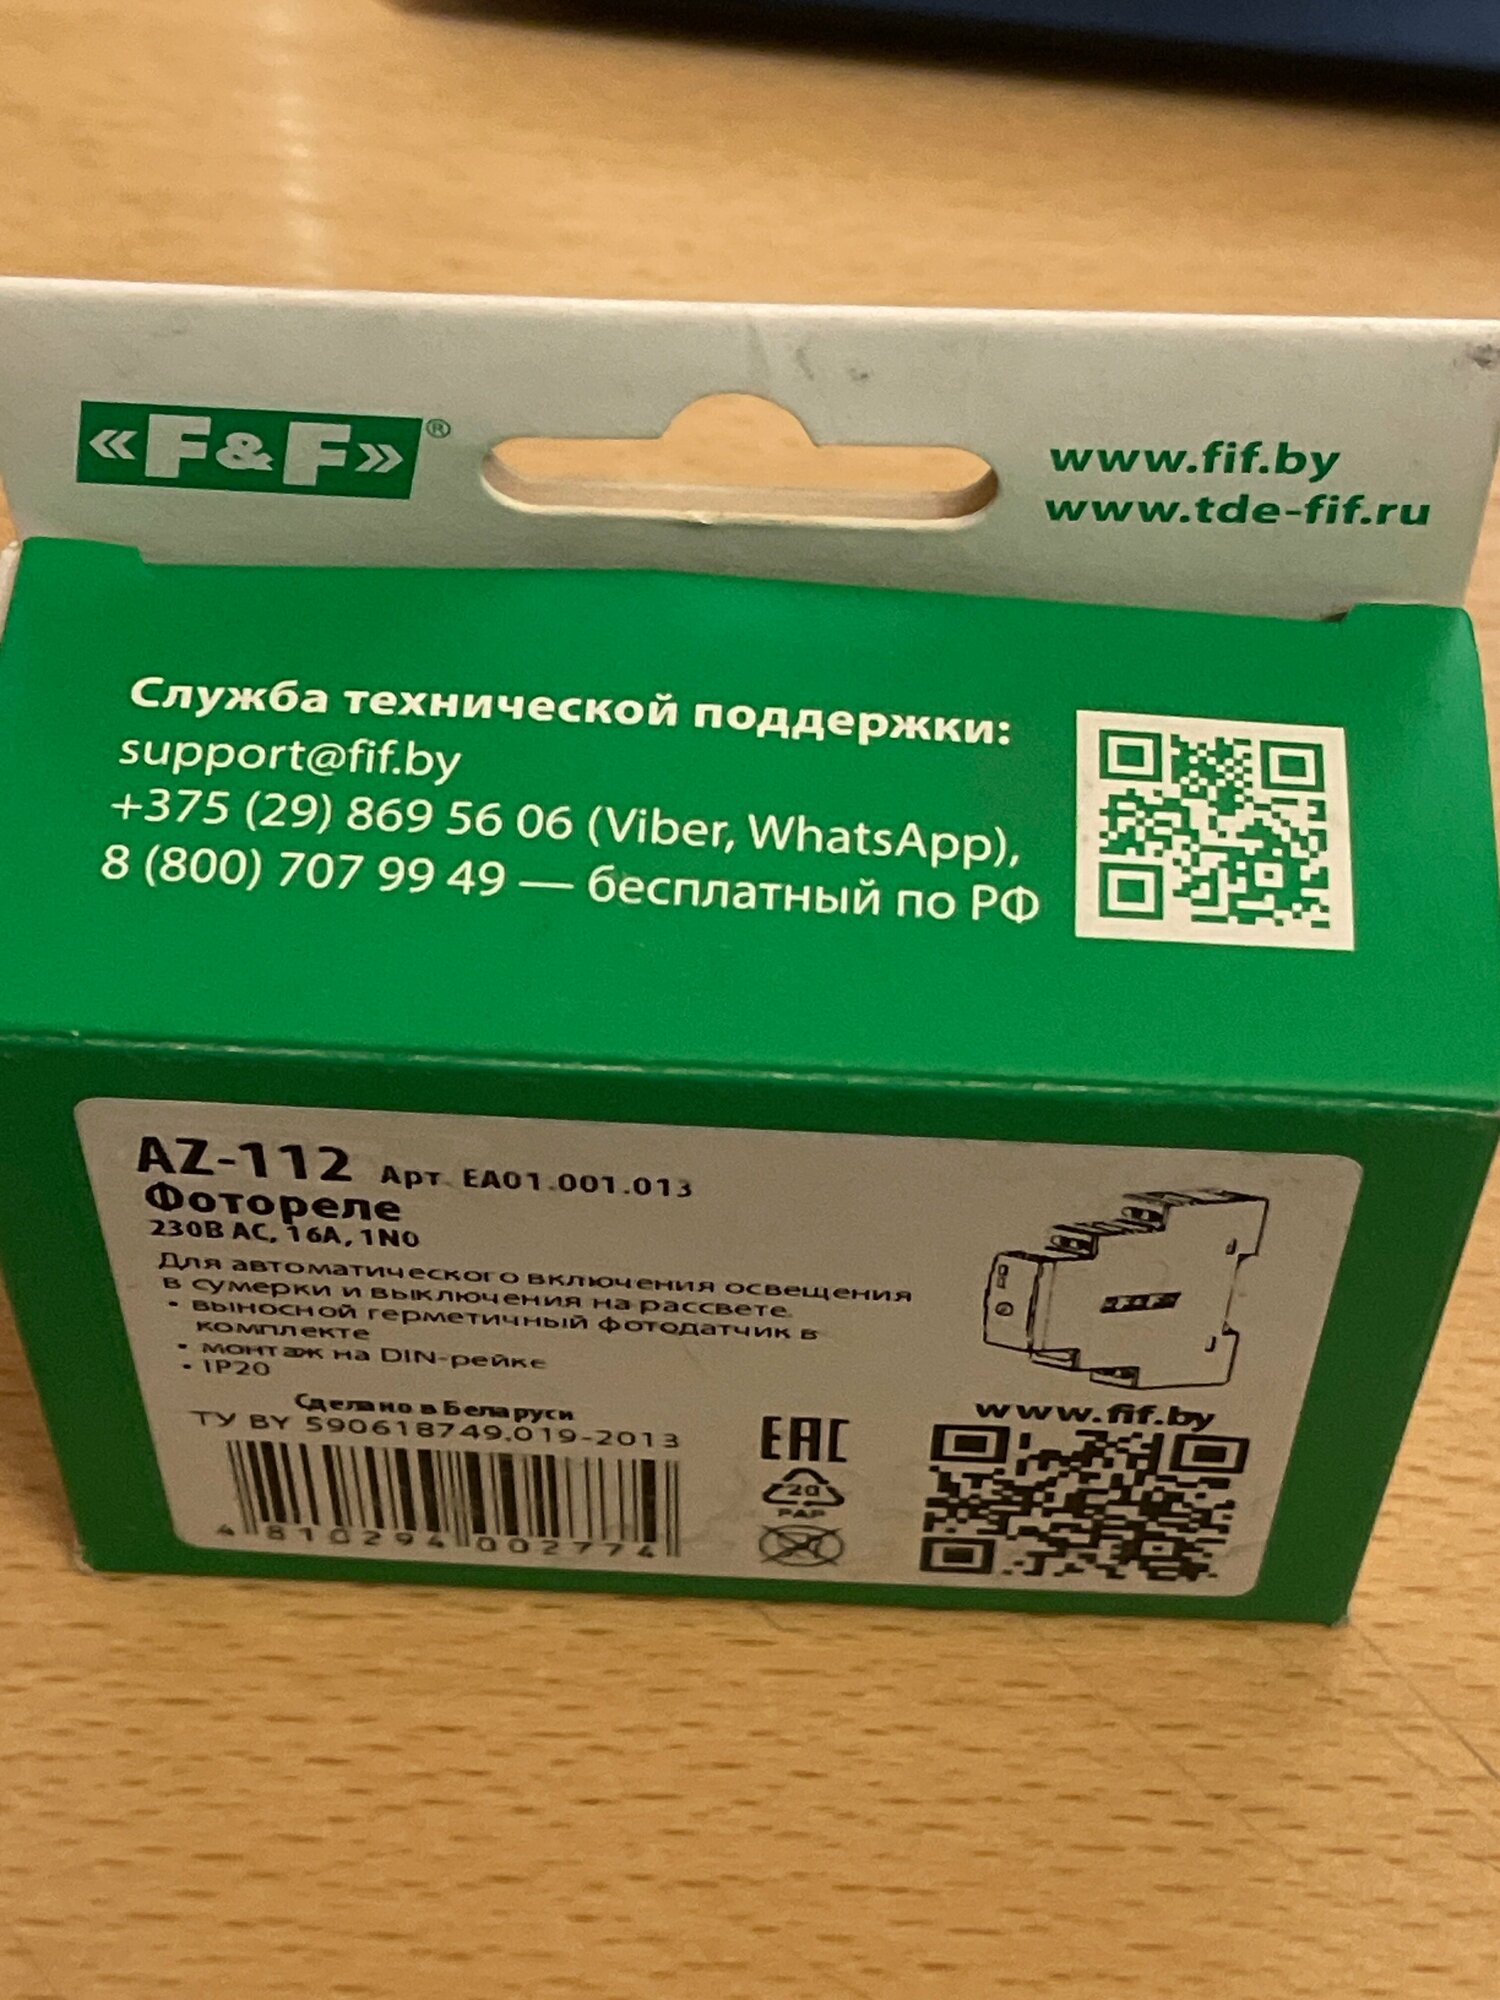 «F&F»®
www.fif.by
www.tde-fif.ru
Служба технической поддержки:
support@fif.by
+375 (29) 869 56 06 (Viber, WhatsApp),
8 (800) 707 99 49 — бесплатный по РФ
AZ-112 Арт. EA01.001.013
Фотореле
230В AC, 16A, 1NO
Для автоматического включения освещения
в сумерки и выключения на рассвете.
• выносной герметичный фотодатчик в
комплекте
• монтаж на DIN-рейке
• IP20
Сделано в Беларуси
ТУ BY 590618749.019-2013
4 810294 002774
EAC
20
PAP
www.fif.by